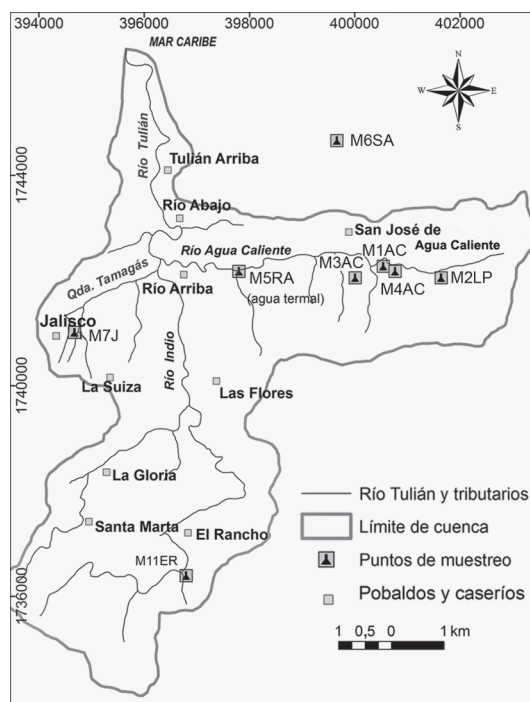 394000 396000 398000 400000 402000
MAR CARIBE
N
W E
S
1744000
Río Tulián
M6SA
Tulián Arriba
Río Abajo
San José de
Agua Caliente
Río Agua Caliente
M1AC
M3AC
Qda. Tamagás
M5RA
(agua termal)
M4AC
M2LP
Río Arriba
Jalisco
M7J
Río Indio
1740000
La Suiza
Las Flores
La Gloria
Santa Marta
El Rancho
M11ER
1736000
Río Tulián y tributarios
Límite de cuenca
Puntos de muestreo
Pobaldos y caseríos
1 0,5 0 1 km